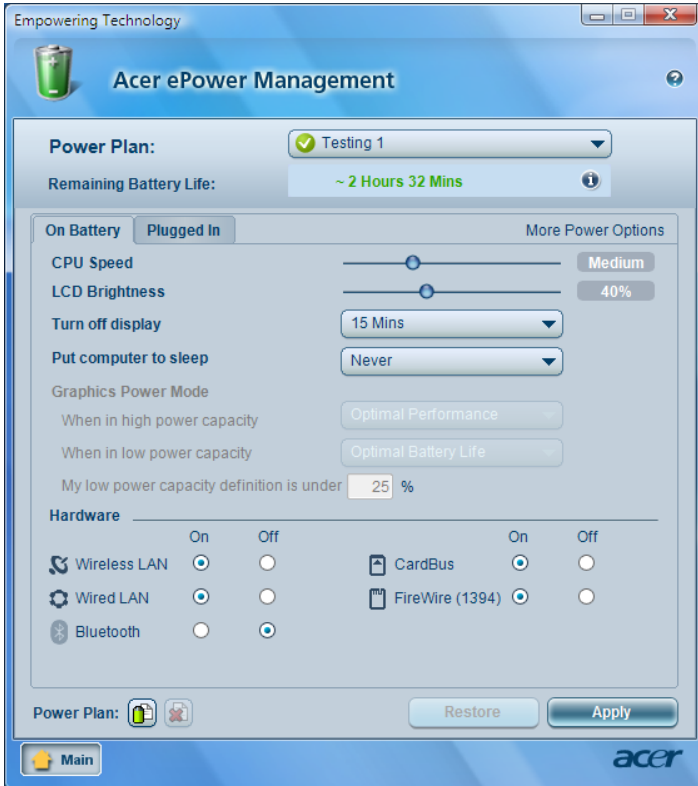 Empowering Technology
Acer ePower Management
Power Plan: Testing 1
Remaining Battery Life: ~ 2 Hours 32 Mins
On Battery Plugged In More Power Options
CPU Speed Medium
LCD Brightness 40%
Turn off display 15 Mins
Put computer to sleep Never
Graphics Power Mode
When in high power capacity Optimal Performance
When in low power capacity Optimal Battery Life
My low power capacity definition is under 25 %
Hardware
On Off On Off
Wireless LAN CardBus
Wired LAN FireWire (1394)
Bluetooth
Power Plan: Restore Apply
Main acer